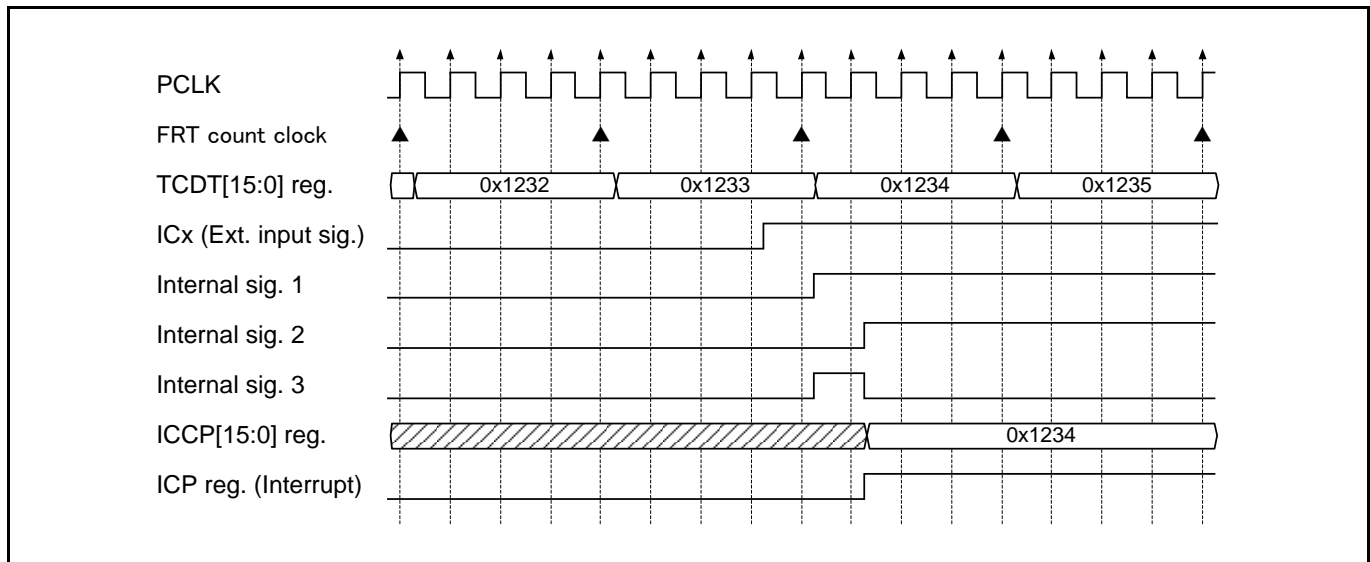 PCLK
FRT count clock
TCDT[15:0] reg.
0x1232 0x1233 0x1234 0x1235
ICx (Ext. input sig.)
Internal sig. 1
Internal sig. 2
Internal sig. 3
ICCP[15:0] reg.
0x1234
ICP reg. (Interrupt)